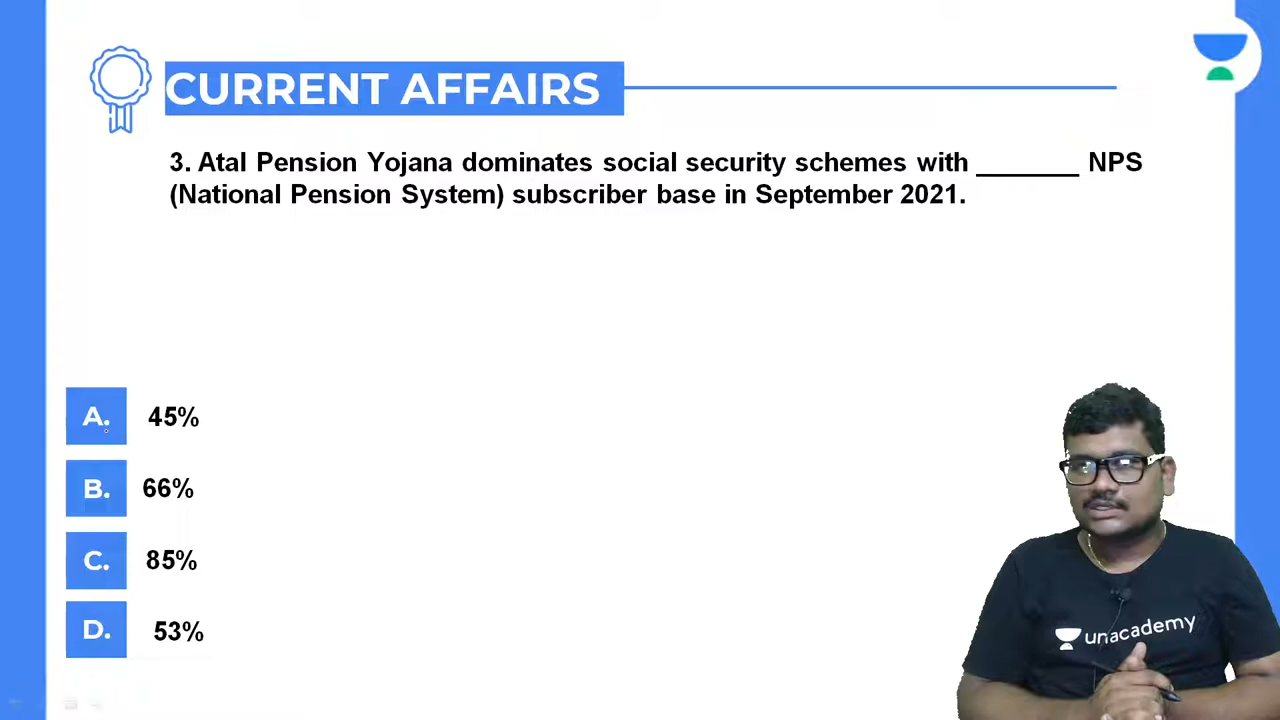 CURRENT AFFAIRS
3. Atal Pension Yojana dominates social security schemes with _______ NPS
(National Pension System) subscriber base in September 2021.
A. 45%
B. 66%
C. 85%
D. 53%
unacademy